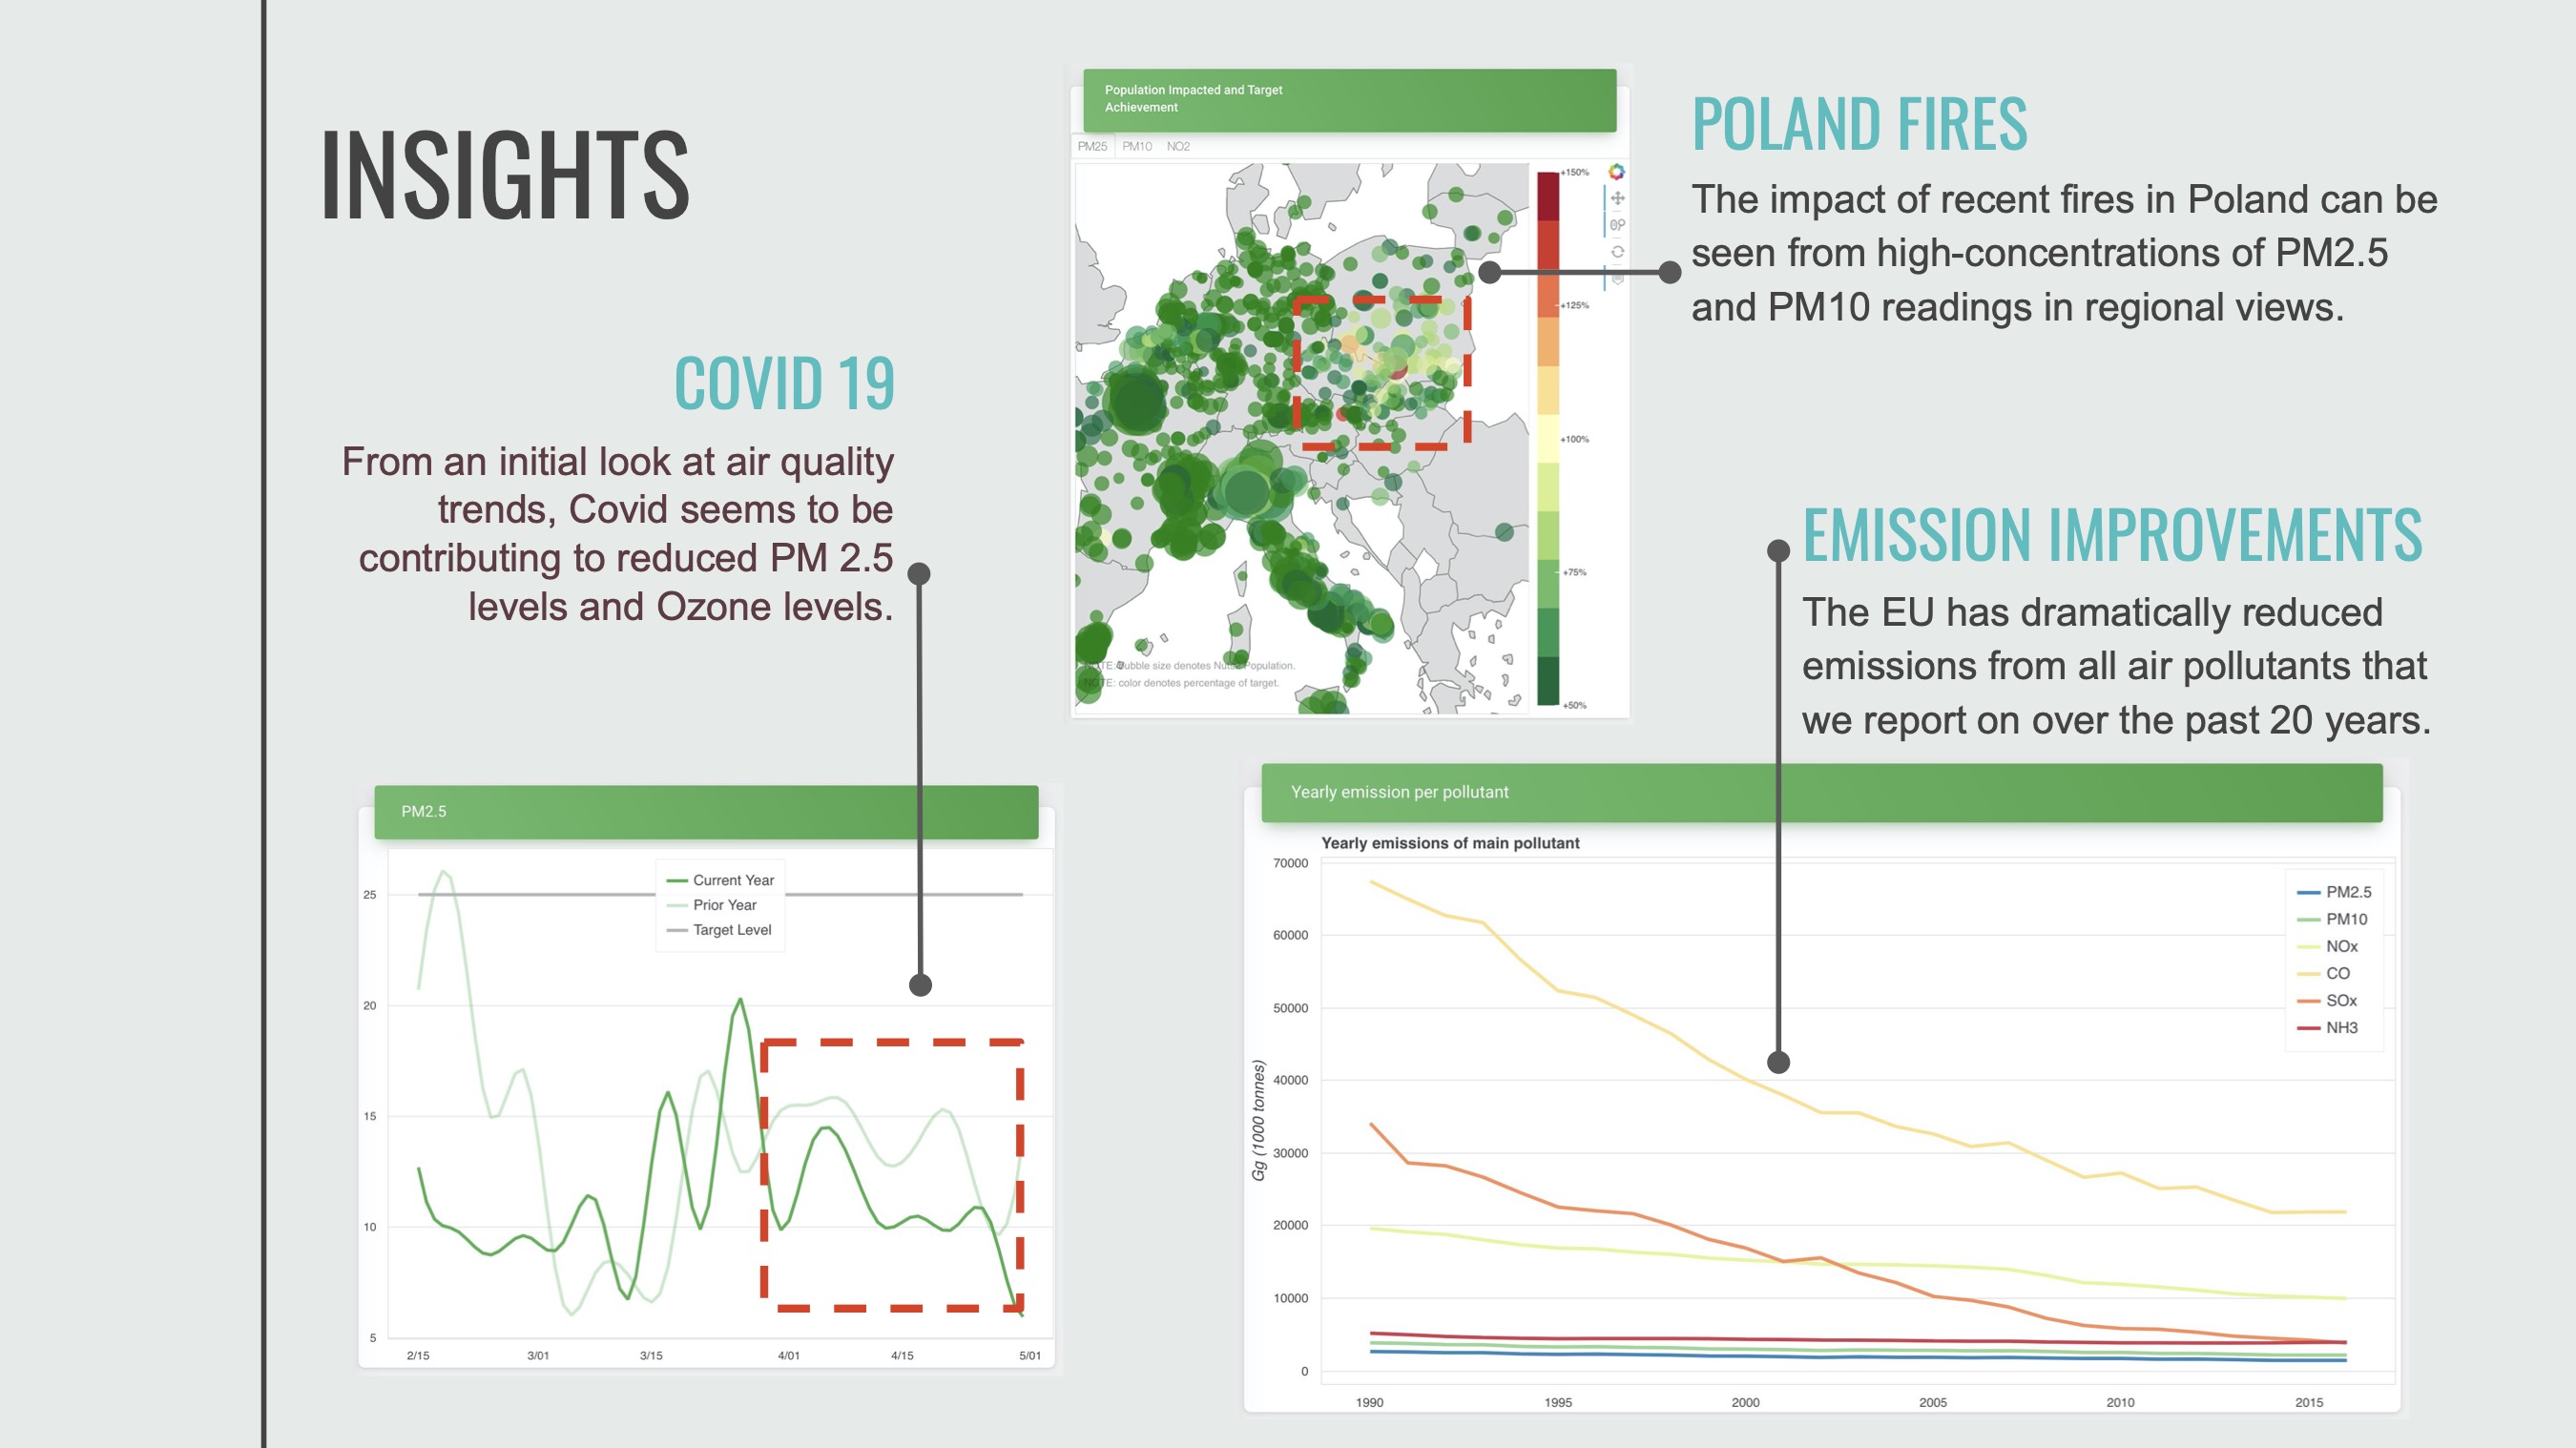 INSIGHTS
COVID 19
From an initial look at air quality
trends, Covid seems to be
contributing to reduced PM 2.5
levels and Ozone levels.
Population Impacted and Target
Achievement
PM25 PM10 NO2
+150%
+125%
+100%
+75%
+50%
NOTE: Bubble size denotes Population.
NOTE: color denotes percentage of target.
POLAND FIRES
The impact of recent fires in Poland can be
seen from high-concentrations of PM2.5
and PM10 readings in regional views.
EMISSION IMPROVEMENTS
The EU has dramatically reduced
emissions from all air pollutants that
we report on over the past 20 years.
PM2.5
Current Year
Prior Year
Target Level
25
20
15
10
5
2/15 3/01 3/15 4/01 4/15 5/01
Yearly emission per pollutant
Yearly emissions of main pollutant
70000
60000
50000
40000
30000
20000
10000
0
Gg (1000 tonnes)
PM2.5
PM10
NOx
CO
SOx
NH3
1990 1995 2000 2005 2010 2015